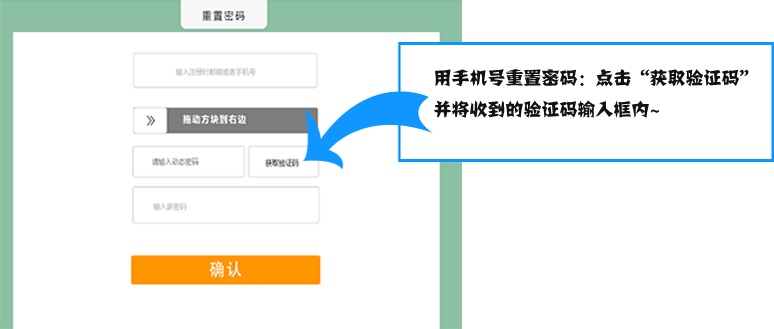 重置密码
输入注册时邮箱或者手机号
拖动方块到右边
请输入动态密码
获取验证码
输入新密码
确认
用手机号重置密码：点击“获取验证码”
并将收到的验证码输入框内~